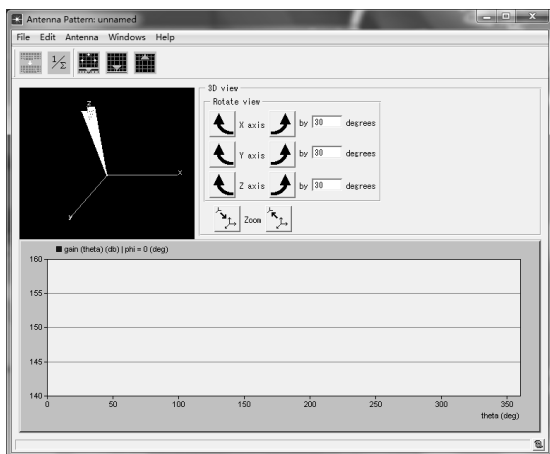 Antenna Pattern: unnamed
File Edit Antenna Windows Help
1/Σ
3D view
Rotate view
X axis by 30 degrees
Y axis by 30 degrees
Z axis by 30 degrees
Zoom
z
x
y
gain (theta) (db) | phi = 0 (deg)
160
155
150
145
140
0 50 100 150 200 250 300 350
theta (deg)